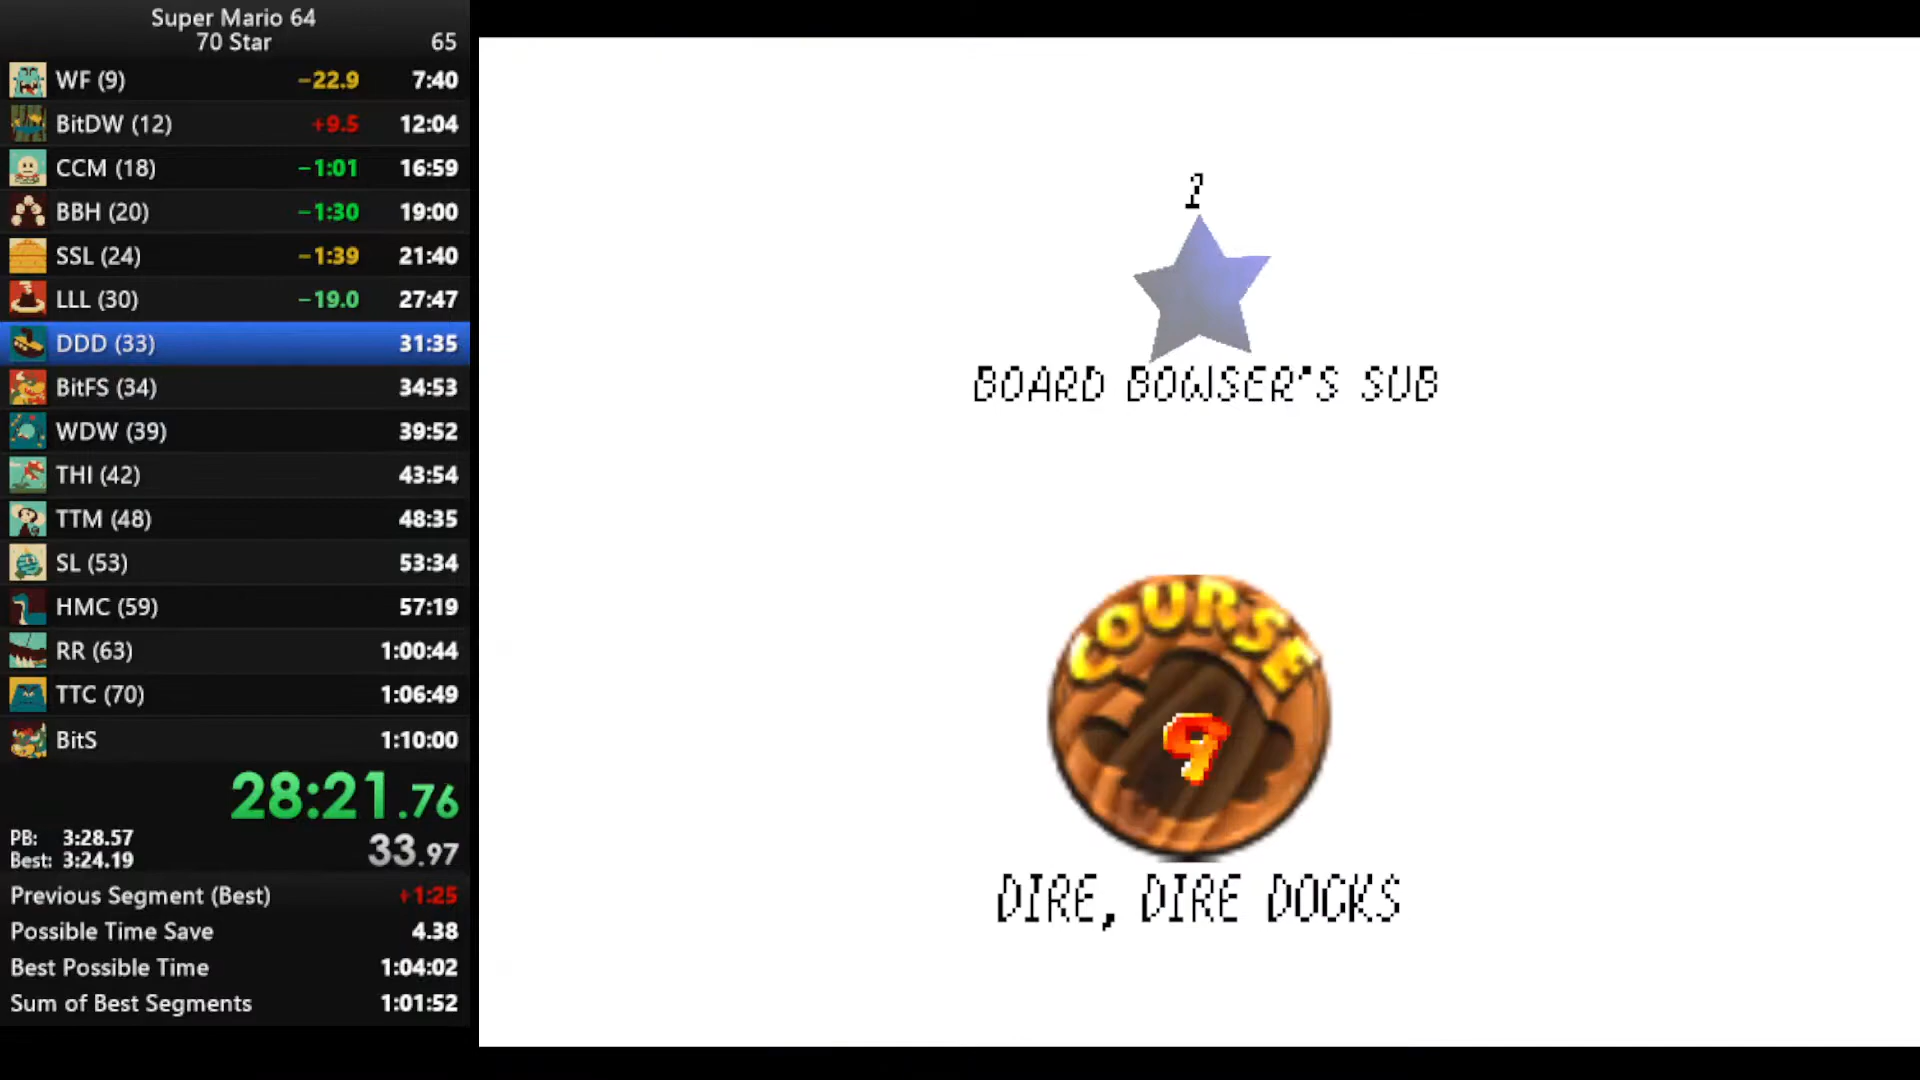 Super Mario 64
70 Star 65
WF (9) −22.9 7:40
BitDW (12) +9.5 12:04
CCM (18) −1:01 16:59
BBH (20) −1:30 19:00
SSL (24) −1:39 21:40
LLL (30) −19.0 27:47
DDD (33) 31:35
BitFS (34) 34:53
WDW (39) 39:52
THI (42) 43:54
TTM (48) 48:35
SL (53) 53:34
HMC (59) 57:19
RR (63) 1:00:44
TTC (70) 1:06:49
BitS 1:10:00
28:21.76
PB: 3:28.57
Best: 3:24.19
33.97
Previous Segment (Best) +1:25
Possible Time Save 4.38
Best Possible Time 1:04:02
Sum of Best Segments 1:01:52
1
BOARD BOWSER'S SUB
COURSE
9
DIRE, DIRE DOCKS